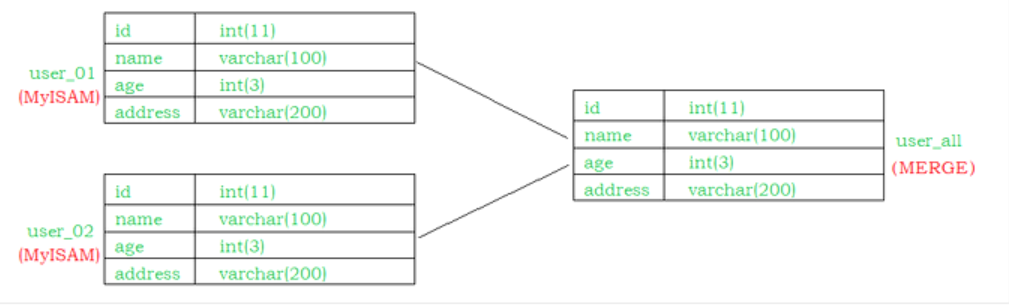 user_01
(MyISAM)
id int(11)
name varchar(100)
age int(3)
address varchar(200)
user_02
(MyISAM)
id int(11)
name varchar(100)
age int(3)
address varchar(200)
id int(11)
name varchar(100)
age int(3)
address varchar(200)
user_all
(MERGE)